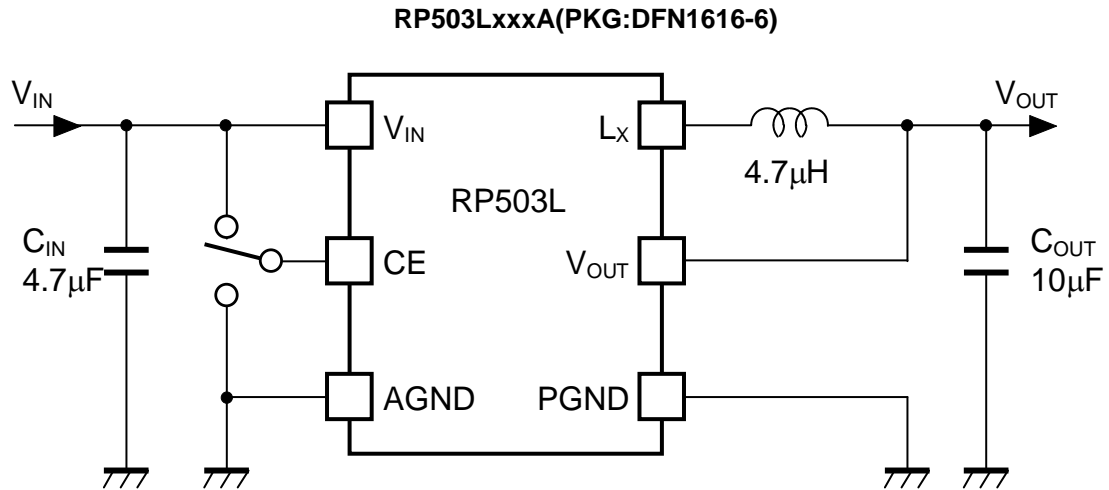 RP503LxxxA(PKG:DFN1616-6)
VIN
VIN
LX
VOUT
4.7μH
RP503L
CIN
4.7μF
CE
VOUT
COUT
10μF
AGND
PGND